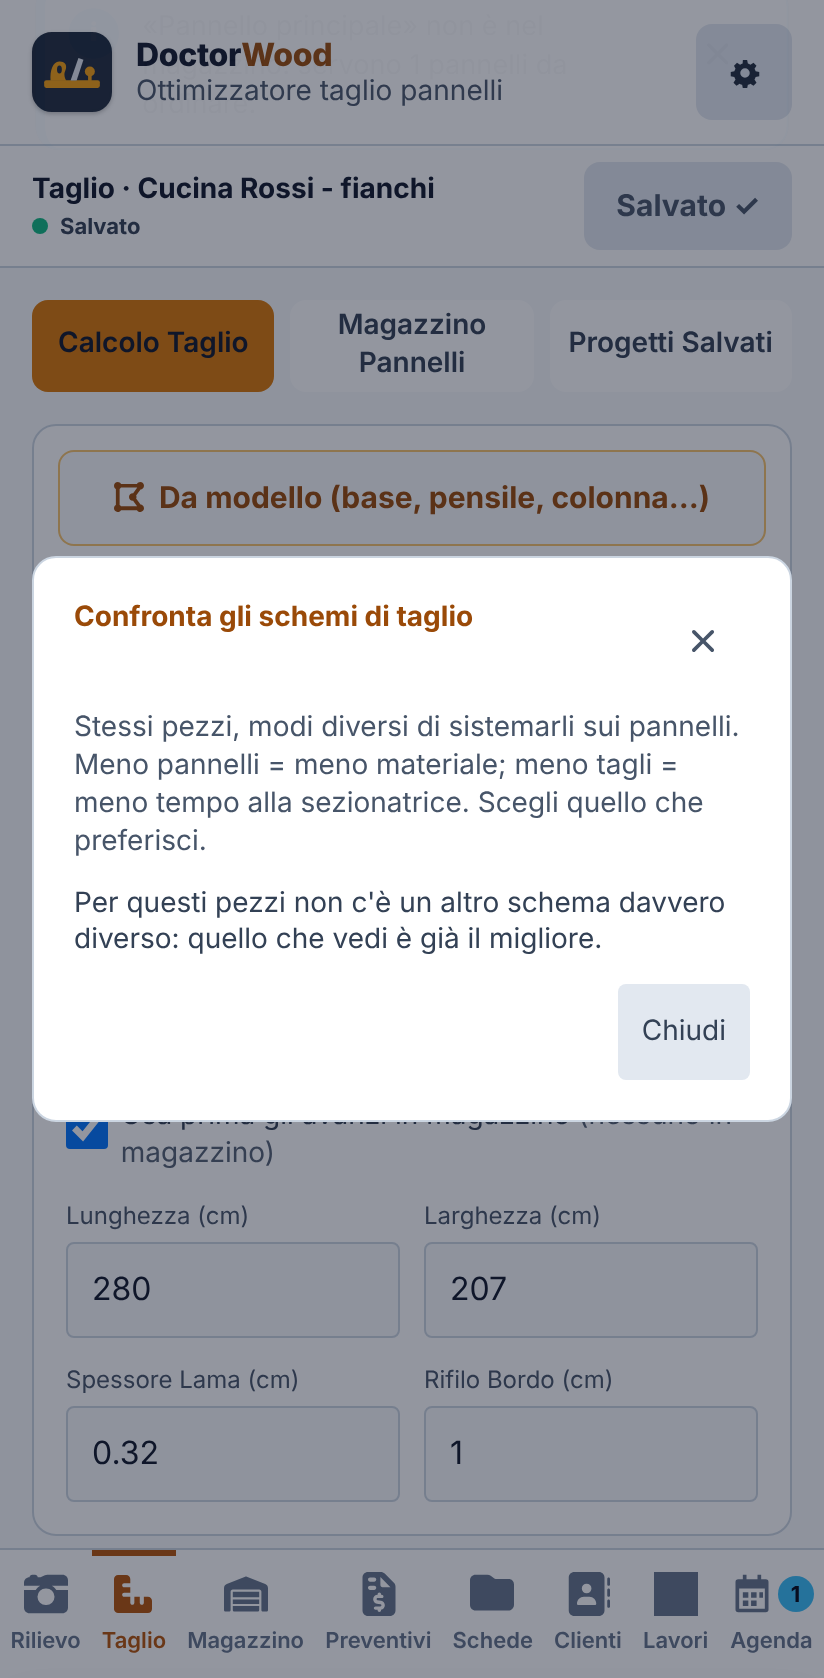 DoctorWood
Ottimizzatore taglio pannelli
Taglio · Cucina Rossi - fianchi
Salvato
Salvato ✓
Calcolo Taglio
Magazzino
Pannelli
Progetti Salvati
Da modello (base, pensile, colonna...)
Confronta gli schemi di taglio
Stessi pezzi, modi diversi di sistemarli sui pannelli.
Meno pannelli = meno materiale; meno tagli =
meno tempo alla sezionatrice. Scegli quello che
preferisci.
Per questi pezzi non c'è un altro schema davvero
diverso: quello che vedi è già il migliore.
Chiudi
magazzino)
Lunghezza (cm)
Larghezza (cm)
280
207
Spessore Lama (cm)
Rifilo Bordo (cm)
0.32
1
1
Rilievo
Taglio
Magazzino
Preventivi
Schede
Clienti
Lavori
Agenda